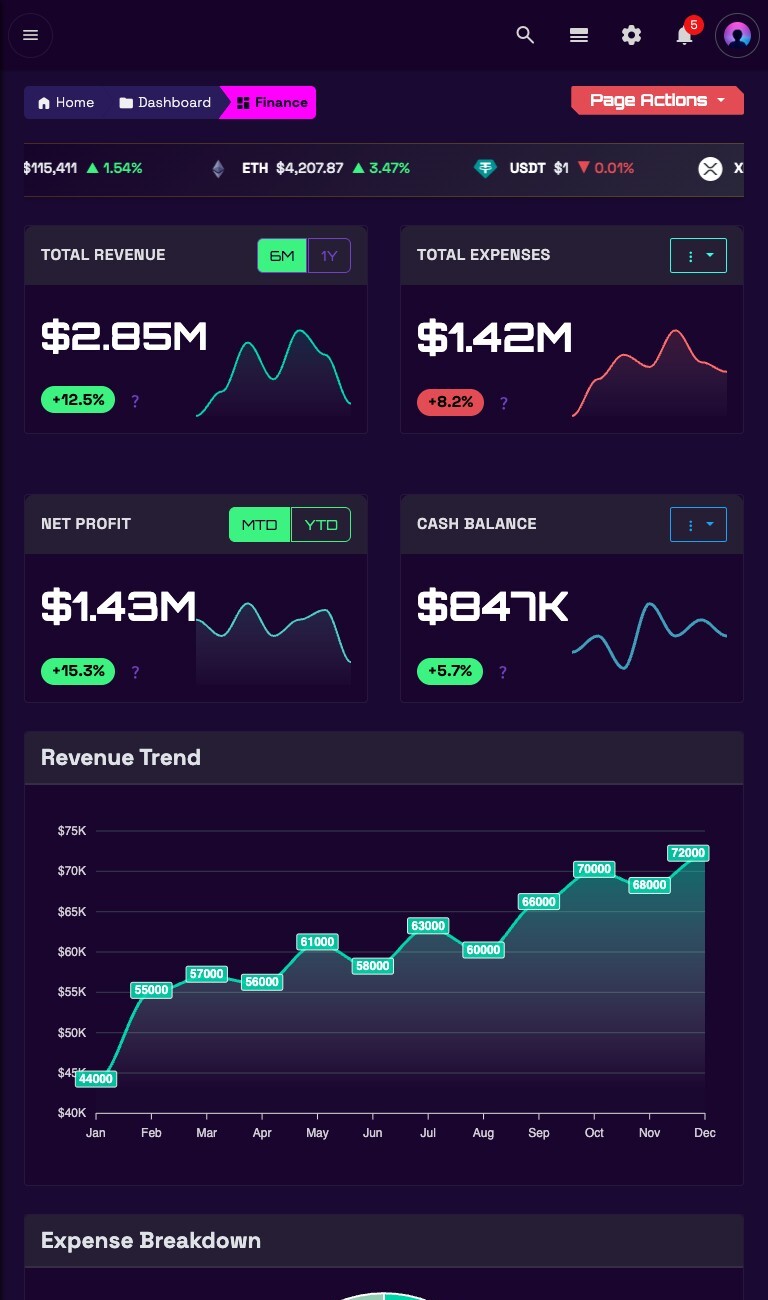 5
Home Dashboard Finance
Page Actions
$115,411 ▲ 1.54% ETH $4,207.87 ▲ 3.47% USDT $1 ▼ 0.01% X
TOTAL REVENUE 6M 1Y
$2.85M
+12.5% ?
TOTAL EXPENSES
$1.42M
+8.2% ?
NET PROFIT MTD YTD
$1.43M
+15.3% ?
CASH BALANCE
$847K
+5.7% ?
Revenue Trend
$75K
$70K
$65K
$60K
$55K
$50K
$45K
$40K
44000 55000 57000 56000 61000 58000 63000 60000 66000 70000 68000 72000
Jan Feb Mar Apr May Jun Jul Aug Sep Oct Nov Dec
Expense Breakdown